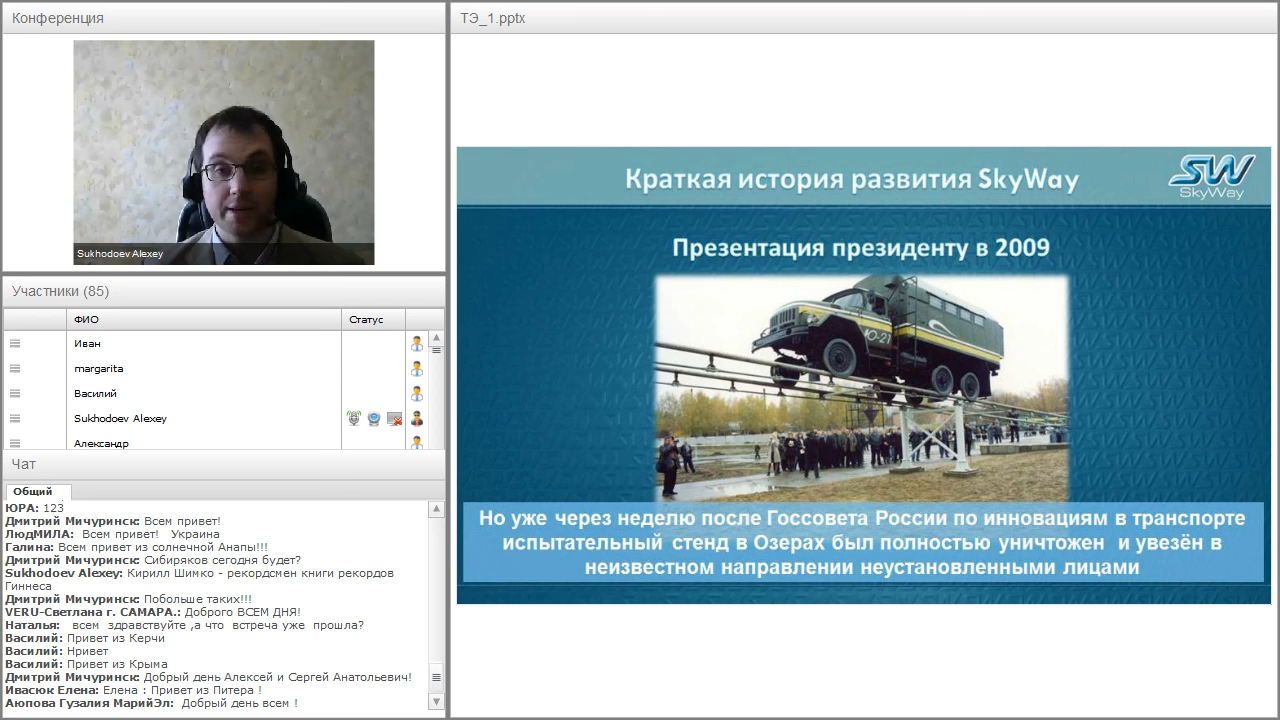 Конференция
Sukhodoev Alexey
Участники (85)
ФИО Статус
Иван
margarita
Василий
Sukhodoev Alexey
Александр
Чат
Общий
ЮРА: 123
Дмитрий Мичуринск: Всем привет!
ЛюдМИЛА: Всем привет! Украина
Галина: Всем привет из солнечной Анапы!!!
Дмитрий Мичуринск: Сибиряков сегодня будет?
Sukhodoev Alexey: Кирилл Шимко - рекордсмен книги рекордов
Гиннеса
Дмитрий Мичуринск: Побольше таких!!!
VERU-Светлана г. САМАРА.: Доброго ВСЕМ ДНЯ!
Наталья: всем здравствуйте ,а что встреча уже прошла?
Василий: Привет из Керчи
Василий: Нривет
Василий: Привет из Крыма
Дмитрий Мичуринск: Добрый день Алексей и Сергей Анатольевич!
Ивасюк Елена: Елена : Привет из Питера !
Аюпова Гузалия МарийЭл: Добрый день всем !
ТЭ_1.pptx
Краткая история развития SkyWay
SW
SkyWay
Презентация президенту в 2009
Ю-21
Но уже через неделю после Госсовета России по инновациям в транспорте
испытательный стенд в Озерах был полностью уничтожен и увезён в
неизвестном направлении неустановленными лицами